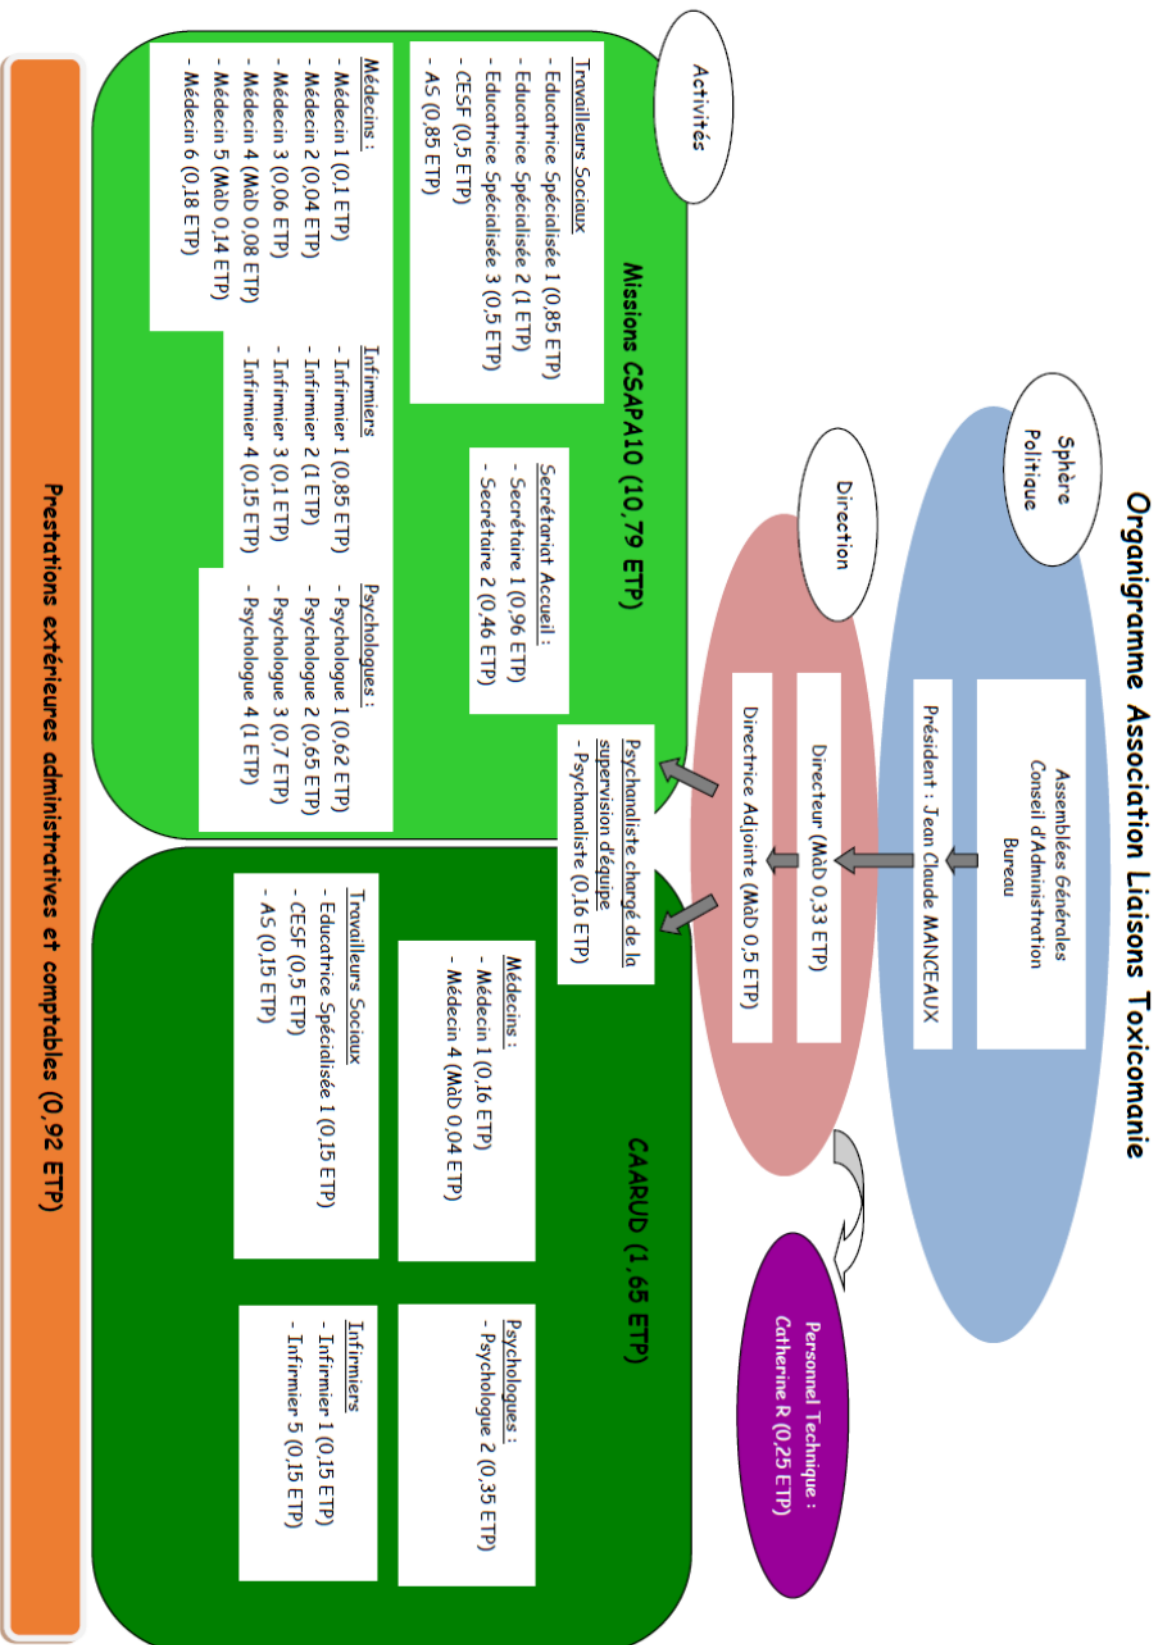 Organigramme Association Liaisons Toxicomanie
Sphère
Politique
Assemblées Générales
Conseil d'Administration
Bureau
Président : Jean Claude MANCEAUX
Direction
Directeur (MàD 0,33 ETP)
Directrice Adjointe (MàD 0,5 ETP)
Personnel Technique :
Catherine R (0,25 ETP)
Activités
Missions CSAPA10 (10,79 ETP)
Travailleurs Sociaux
- Educatrice Spécialisée 1 (0,85 ETP)
- Educatrice Spécialisée 2 (1 ETP)
- Educatrice Spécialisée 3 (0,5 ETP)
- CESF (0,5 ETP)
- AS (0,85 ETP)
Secrétariat Accueil :
- Secrétaire 1 (0,96 ETP)
- Secrétaire 2 (0,46 ETP)
Psychanaliste chargé de la
supervision d'équipe
- Psychanaliste (0,16 ETP)
Médecins :
- Médecin 1 (0,1 ETP)
- Médecin 2 (0,04 ETP)
- Médecin 3 (0,06 ETP)
- Médecin 4 (MàD 0,08 ETP)
- Médecin 5 (MàD 0,14 ETP)
- Médecin 6 (0,18 ETP)
Infirmiers
- Infirmier 1 (0,85 ETP)
- Infirmier 2 (1 ETP)
- Infirmier 3 (0,1 ETP)
- Infirmier 4 (0,15 ETP)
Psychologues :
- Psychologue 1 (0,62 ETP)
- Psychologue 2 (0,65 ETP)
- Psychologue 3 (0,7 ETP)
- Psychologue 4 (1 ETP)
CAARUD (1,65 ETP)
Médecins :
- Médecin 1 (0,16 ETP)
- Médecin 4 (MàD 0,04 ETP)
Psychologues :
- Psychologue 2 (0,35 ETP)
Travailleurs Sociaux
- Educatrice Spécialisée 1 (0,15 ETP)
- CESF (0,5 ETP)
- AS (0,15 ETP)
Infirmiers
- Infirmier 1 (0,15 ETP)
- Infirmier 5 (0,15 ETP)
Prestations extérieures administratives et comptables (0,92 ETP)